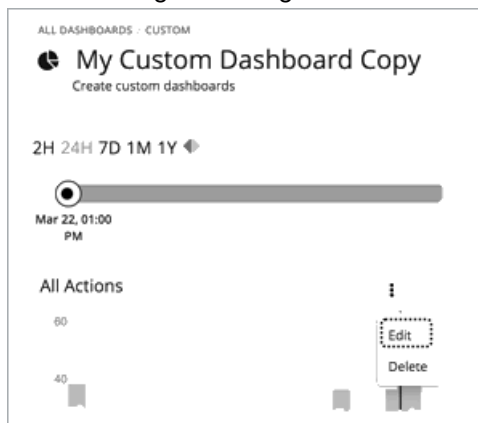 ALL DASHBOARDS : CUSTOM
My Custom Dashboard Copy
Create custom dashboards
2H 24H 7D 1M 1Y
Mar 22, 01:00
PM
All Actions
60
Edit
Delete
40